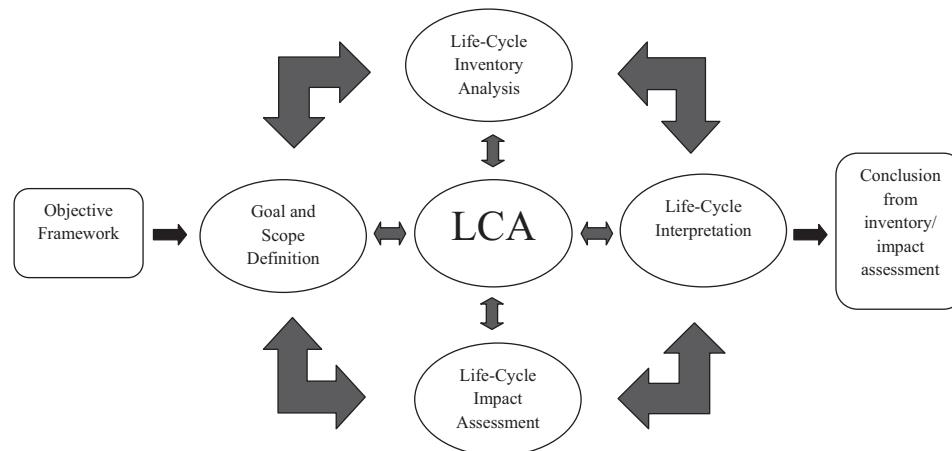 Life-Cycle
Inventory
Analysis
Objective
Framework
Goal and
Scope
Definition
LCA
Life-Cycle
Interpretation
Conclusion
from
inventory/
impact
assessment
Life-Cycle
Impact
Assessment